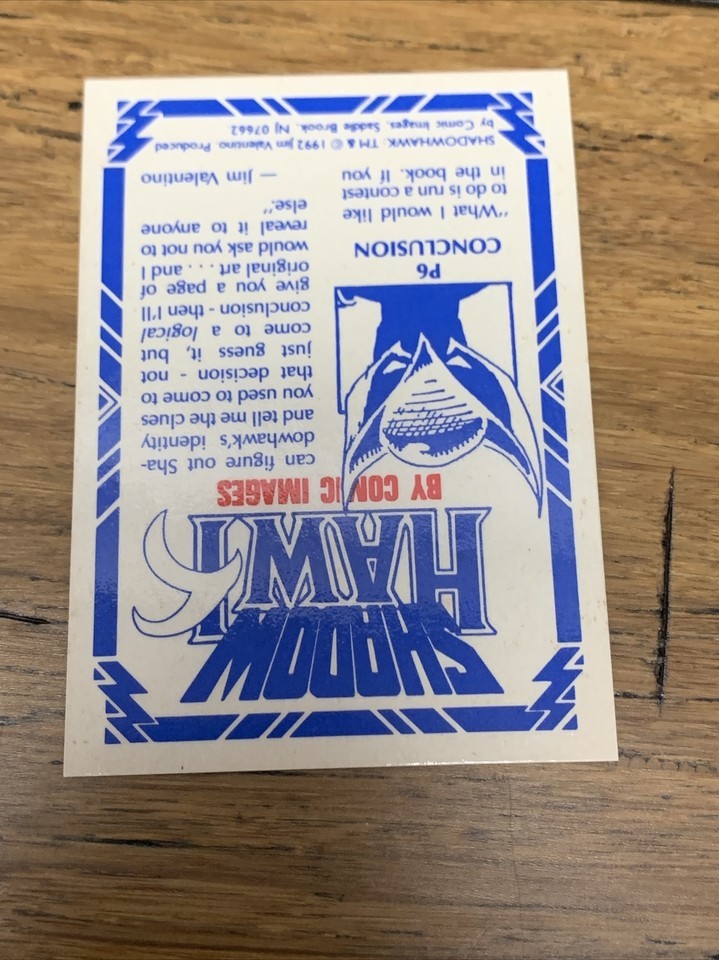 SHADOW
HAWK
BY COMIC IMAGES
P6
CONCLUSION
"What I would like
to do is run a contest
in the book. If you
can figure out Sha-
dowhawk's identity
and tell me the clues
you used to come to
that decision - not
just guess it, but
come to a logical
conclusion - then I'll
give you a page of
original art . . . and I
would ask you not to
reveal it to anyone
else."
— Jim Valentino
SHADOWHAWK: TM & © 1992 Jim Valentino. Produced
by Comic Images. Saddle Brook, NJ 07662.